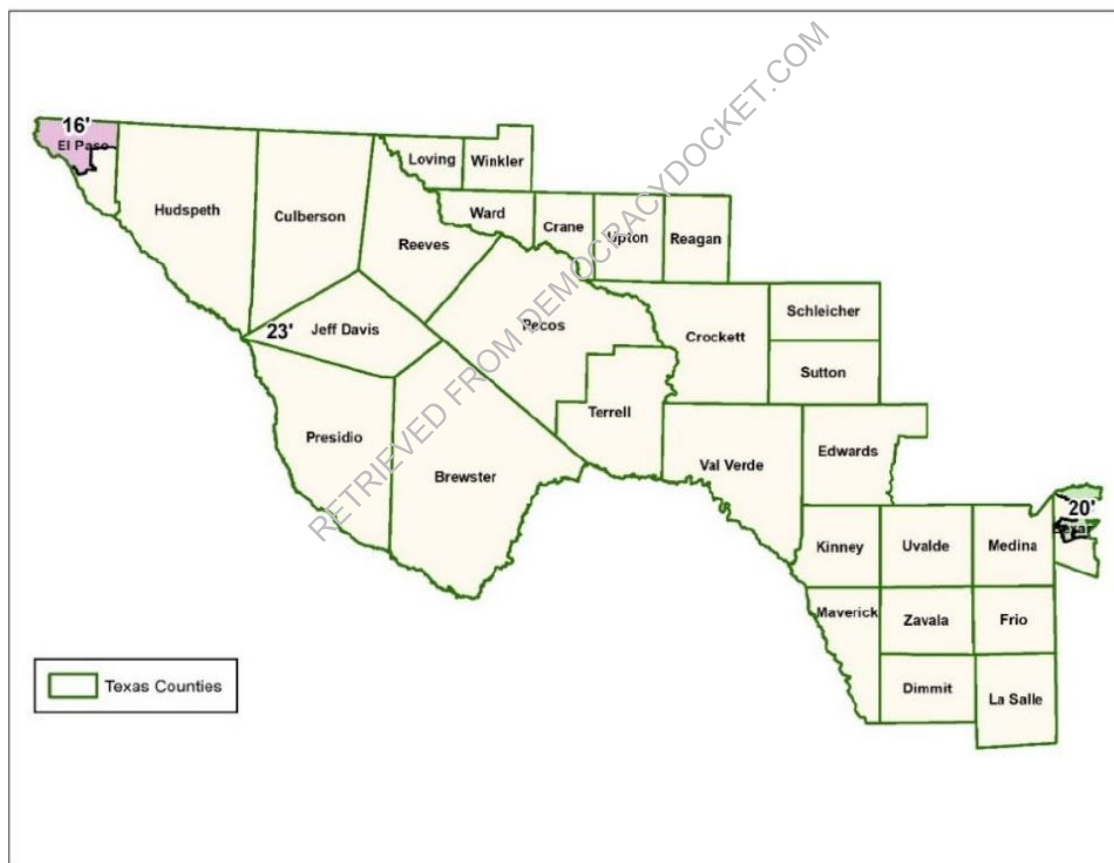 16'
El Paso
Hudspeth
Culberson
Reeves
Loving
Winkler
Ward
Crane
Upton
Reagan
23'
Jeff Davis
Pecos
Crockett
Schleicher
Sutton
Terrell
Presidio
Brewster
Val Verde
Edwards
20'
Bexar
Kinney
Uvalde
Medina
Maverick
Zavala
Frio
Dimmit
La Salle
Texas Counties
RETRIEVED FROM DEMOCRACYDOCKET.COM